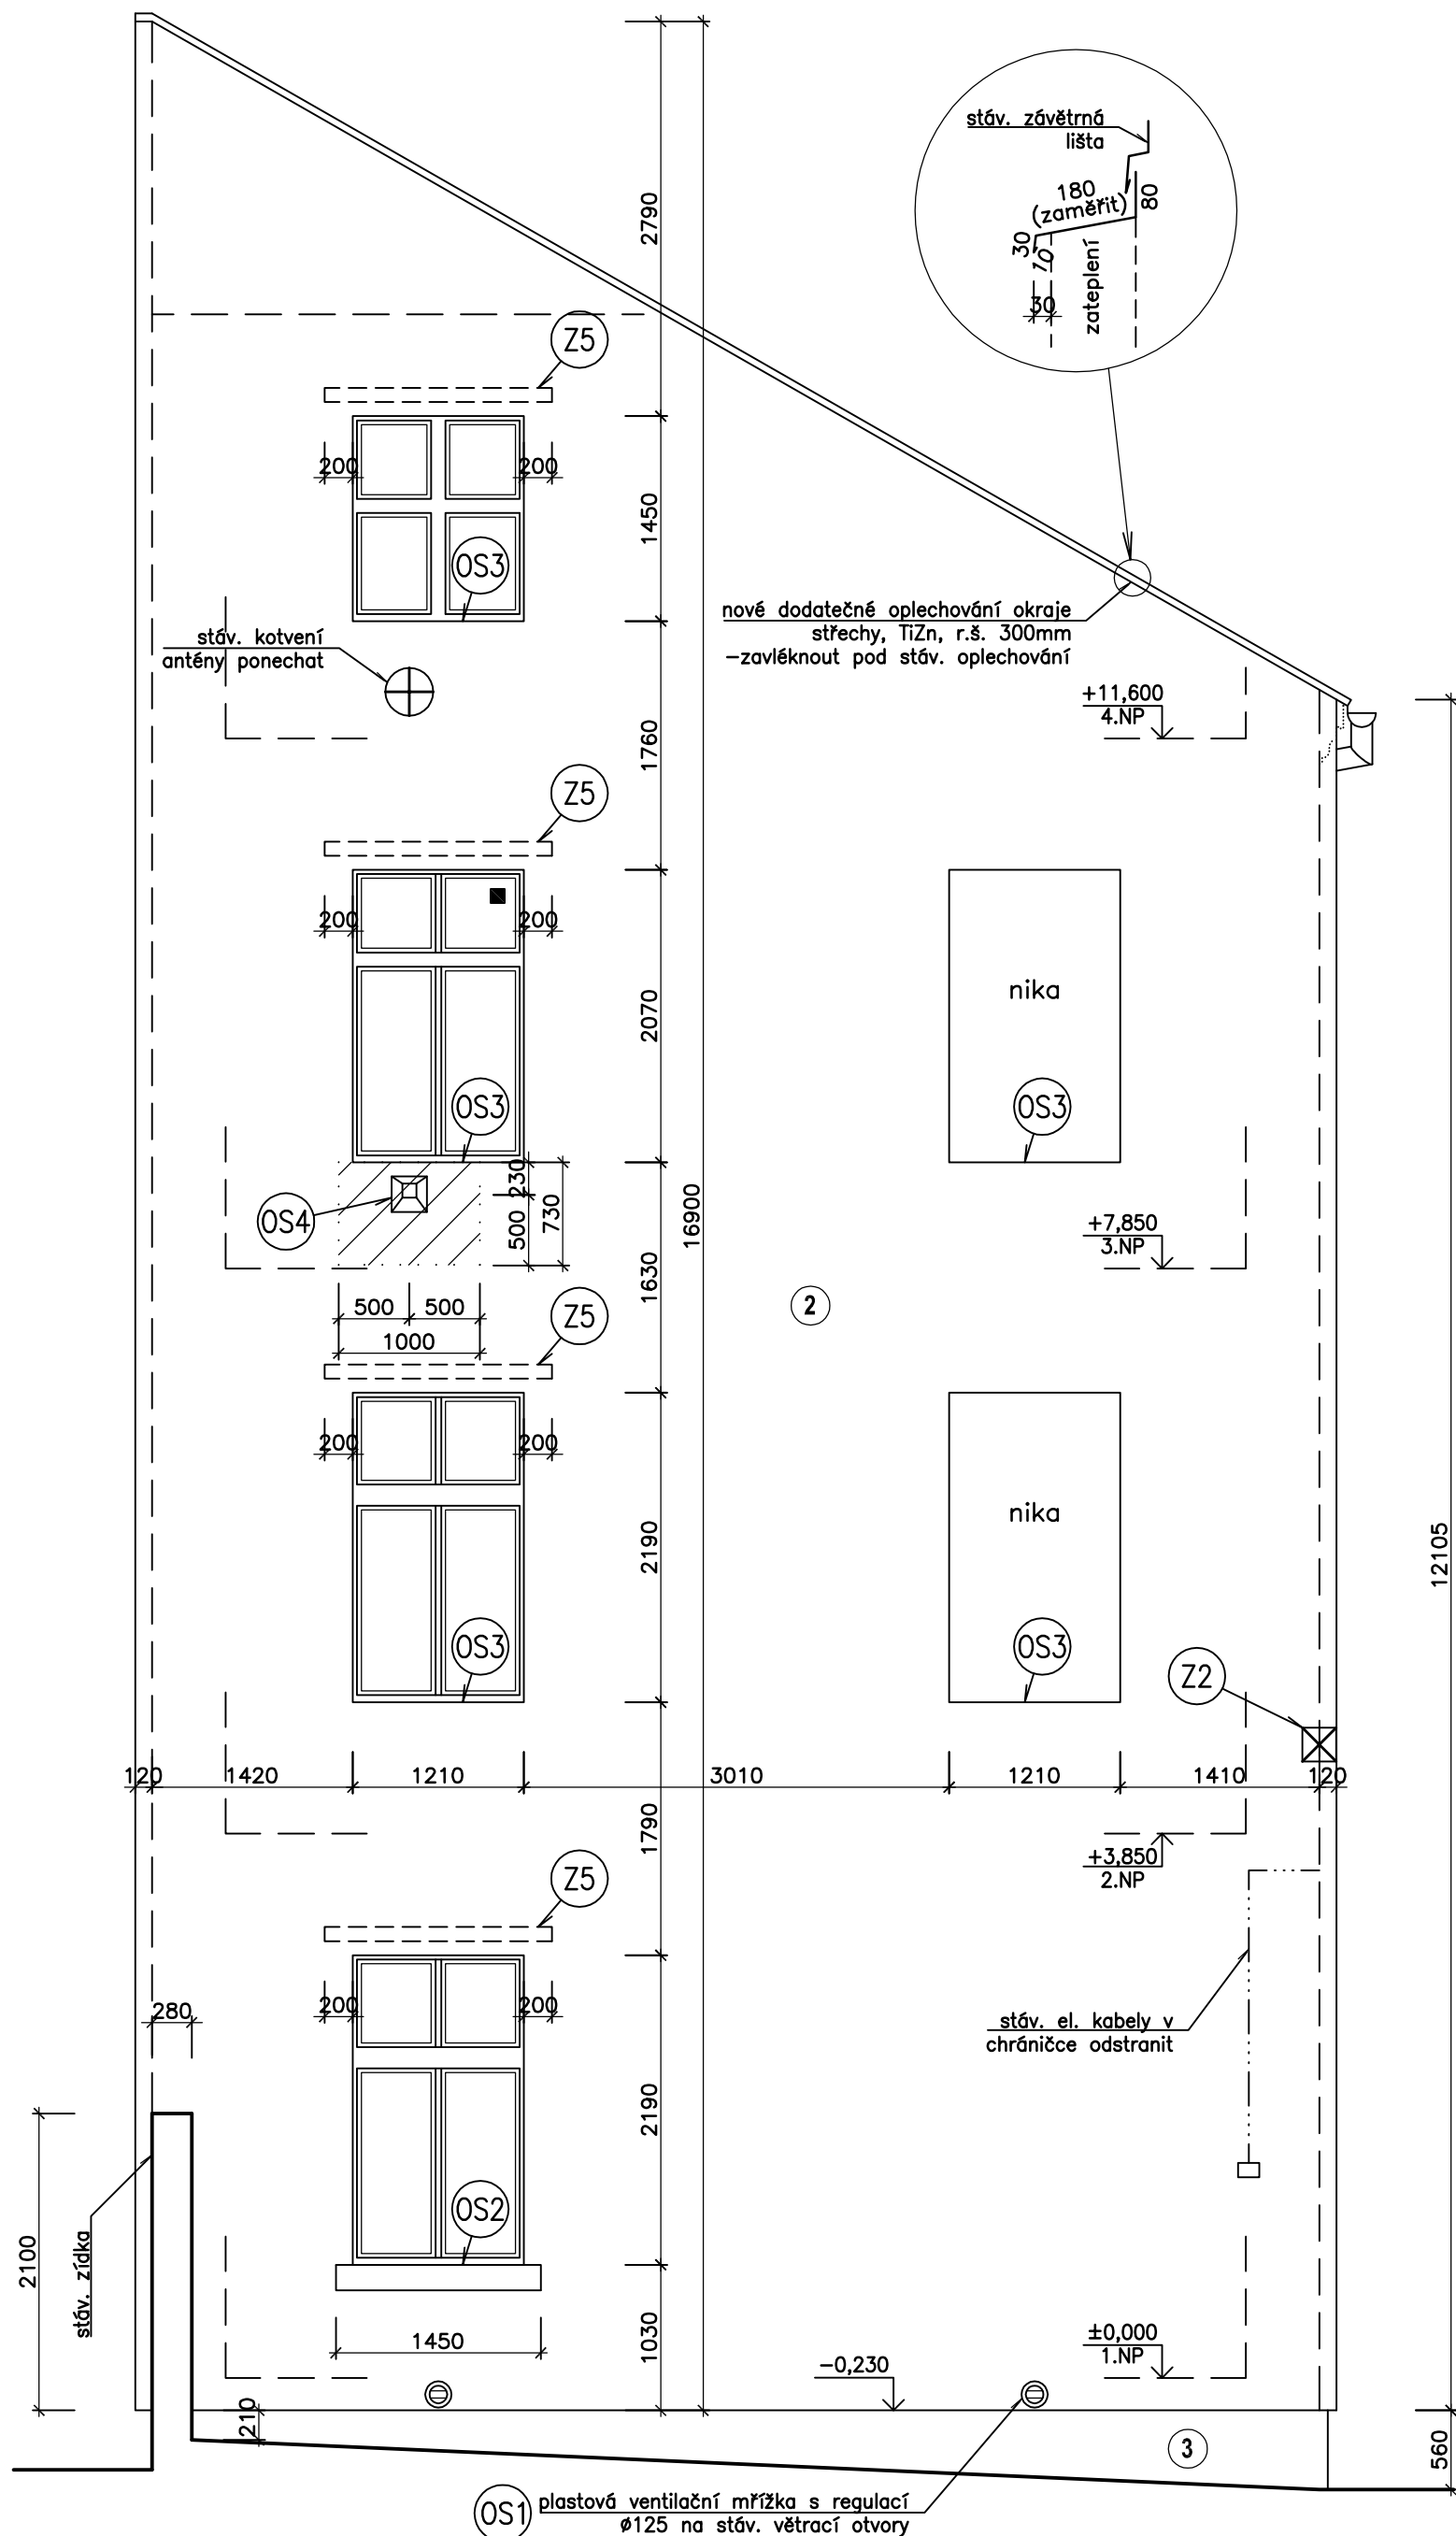 stáv. závětrná
lišta
180
(zaměřit)
80
30
10
30
zateplení
2790
Z5
200
200
1450
OS3
nové dodatečné oplechování okraje
střechy, TiZn, r.š. 300mm
-zavléknout pod stáv. oplechování
stáv. kotvení
antény ponechat
+11,600
4.NP
1760
Z5
200
200
2070
nika
OS3
OS3
OS4
230
500
730
16900
+7,850
3.NP
1630
500
500
1000
2
Z5
200
200
2190
nika
12105
OS3
OS3
Z2
120
1420
1210
3010
1210
1410
120
1790
+3,850
2.NP
Z5
280
200
200
stáv. el. kabely v
chráničce odstranit
2190
OS2
2100
stáv. zídka
1450
1030
±0,000
1.NP
-0,230
210
3
560
OS1
plastová ventilační mřížka s regulací
ø125 na stáv. větrací otvory